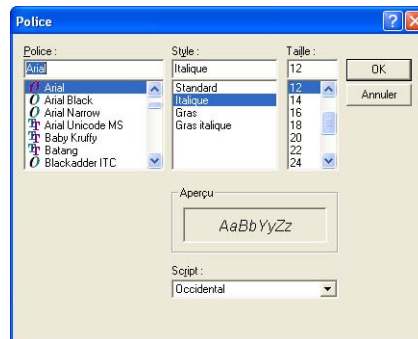 Police
Police :
Style :
Taille :
Arial
Italique
12
OK
Annuler
Arial
Arial Black
Arial Narrow
Arial Unicode MS
Baby Kruffy
Batang
Blackadder ITC
Standard
Italique
Gras
Gras italique
12
14
16
18
20
22
24
Aperçu
AaBbYyZz
Script :
Occidental